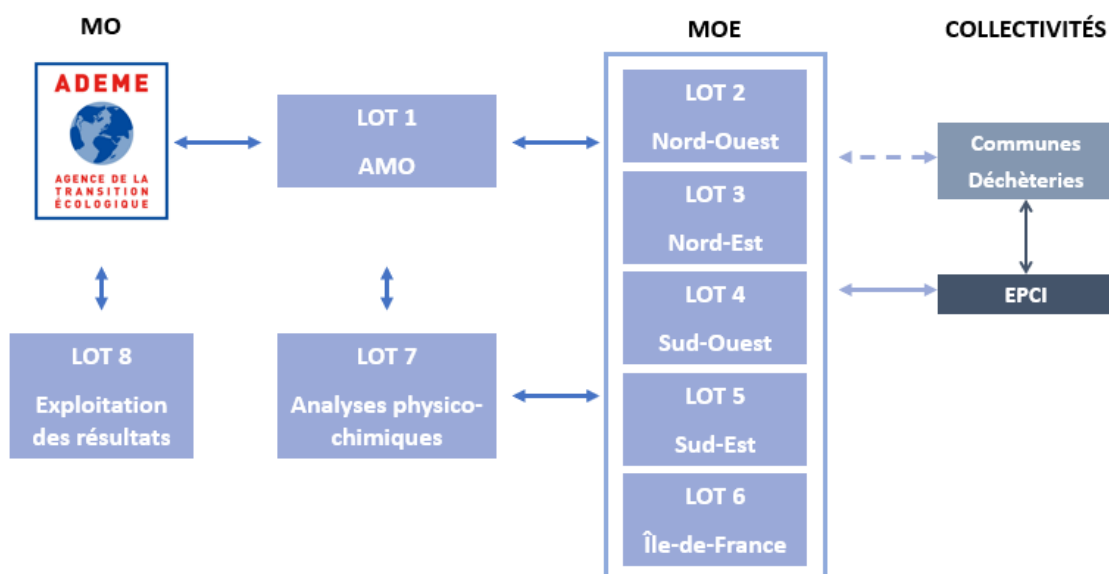 MO
MOE
COLLECTIVITÉS
ADEME
AGENCE DE LA
TRANSITION
ÉCOLOGIQUE
LOT 1
AMO
LOT 2
Nord-Ouest
LOT 3
Nord-Est
LOT 4
Sud-Ouest
LOT 5
Sud-Est
LOT 6
Île-de-France
Communes
Déchèteries
EPCI
LOT 8
Exploitation
des résultats
LOT 7
Analyses physico-
chimiques